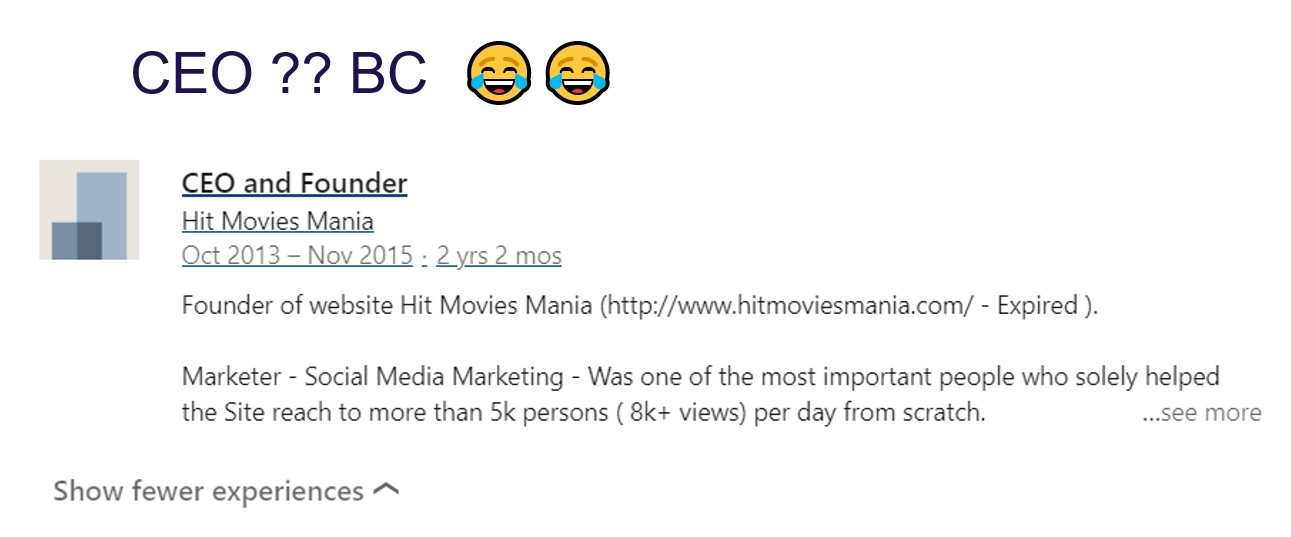 CEO ?? BC 😂😂
CEO and Founder
Hit Movies Mania
Oct 2013 – Nov 2015 · 2 yrs 2 mos
Founder of website Hit Movies Mania (http://www.hitmoviesmania.com/ - Expired ).
Marketer - Social Media Marketing - Was one of the most important people who solely helped
the Site reach to more than 5k persons ( 8k+ views) per day from scratch. ...see more
Show fewer experiences